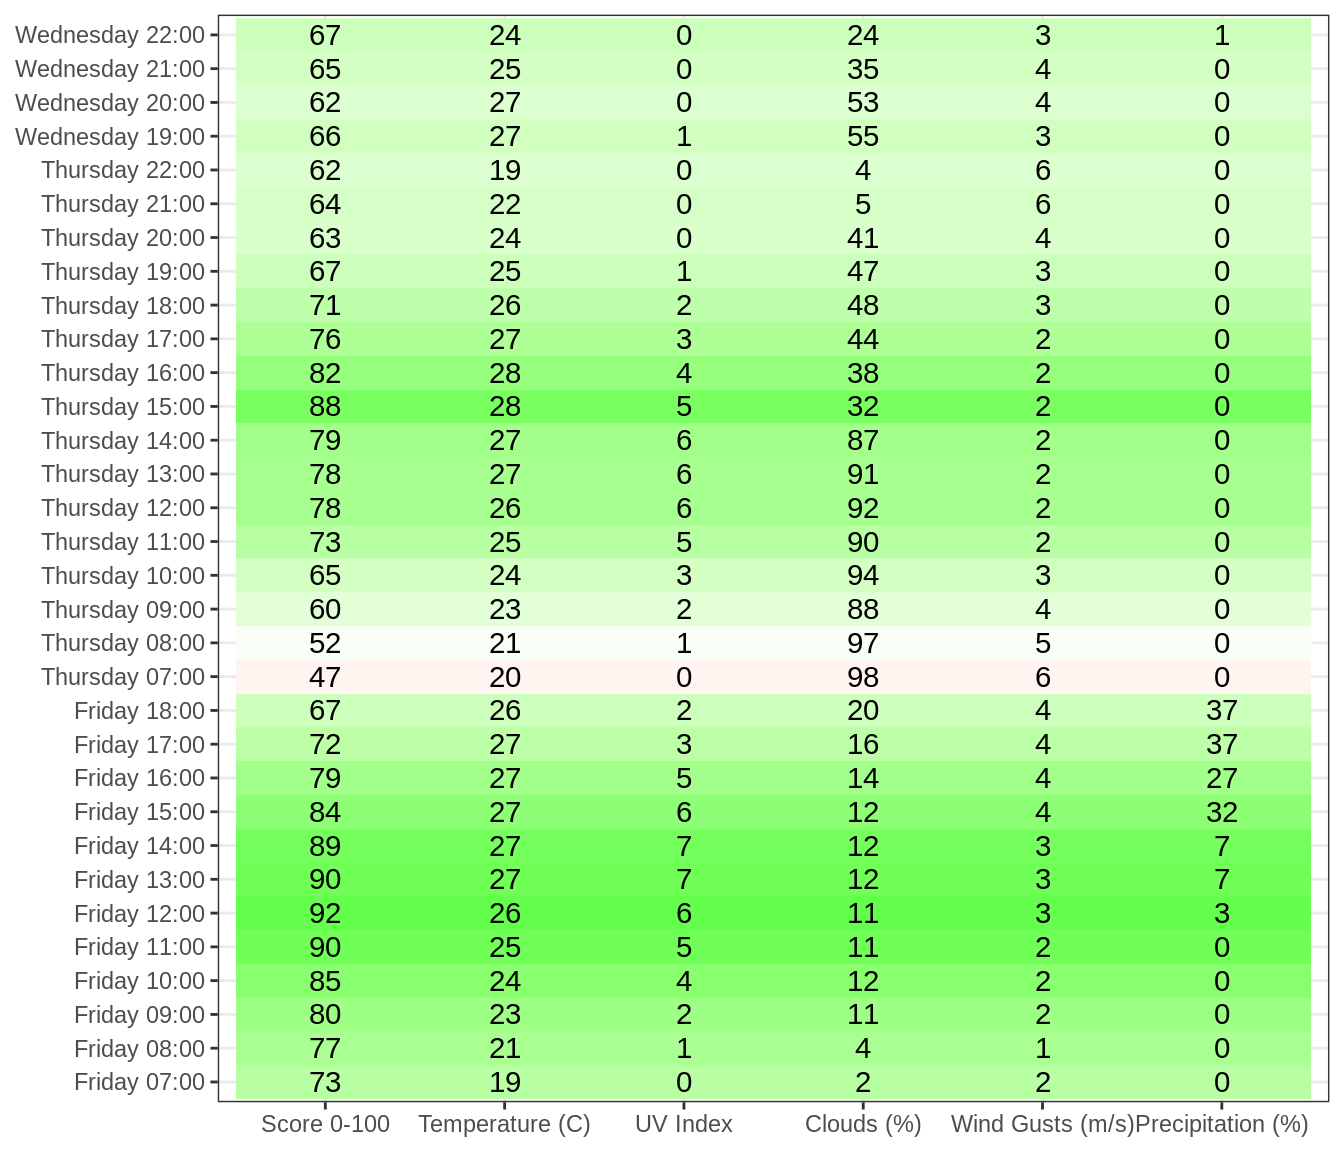 Wednesday 22:00 67 24 0 24 3 1
Wednesday 21:00 65 25 0 35 4 0
Wednesday 20:00 62 27 0 53 4 0
Wednesday 19:00 66 27 1 55 3 0
Thursday 22:00 62 19 0 4 6 0
Thursday 21:00 64 22 0 5 6 0
Thursday 20:00 63 24 0 41 4 0
Thursday 19:00 67 25 1 47 3 0
Thursday 18:00 71 26 2 48 3 0
Thursday 17:00 76 27 3 44 2 0
Thursday 16:00 82 28 4 38 2 0
Thursday 15:00 88 28 5 32 2 0
Thursday 14:00 79 27 6 87 2 0
Thursday 13:00 78 27 6 91 2 0
Thursday 12:00 78 26 6 92 2 0
Thursday 11:00 73 25 5 90 2 0
Thursday 10:00 65 24 3 94 3 0
Thursday 09:00 60 23 2 88 4 0
Thursday 08:00 52 21 1 97 5 0
Thursday 07:00 47 20 0 98 6 0
Friday 18:00 67 26 2 20 4 37
Friday 17:00 72 27 3 16 4 37
Friday 16:00 79 27 5 14 4 27
Friday 15:00 84 27 6 12 4 32
Friday 14:00 89 27 7 12 3 7
Friday 13:00 90 27 7 12 3 7
Friday 12:00 92 26 6 11 3 3
Friday 11:00 90 25 5 11 2 0
Friday 10:00 85 24 4 12 2 0
Friday 09:00 80 23 2 11 2 0
Friday 08:00 77 21 1 4 1 0
Friday 07:00 73 19 0 2 2 0
Score 0-100 Temperature (C) UV Index Clouds (%) Wind Gusts (m/s) Precipitation (%)